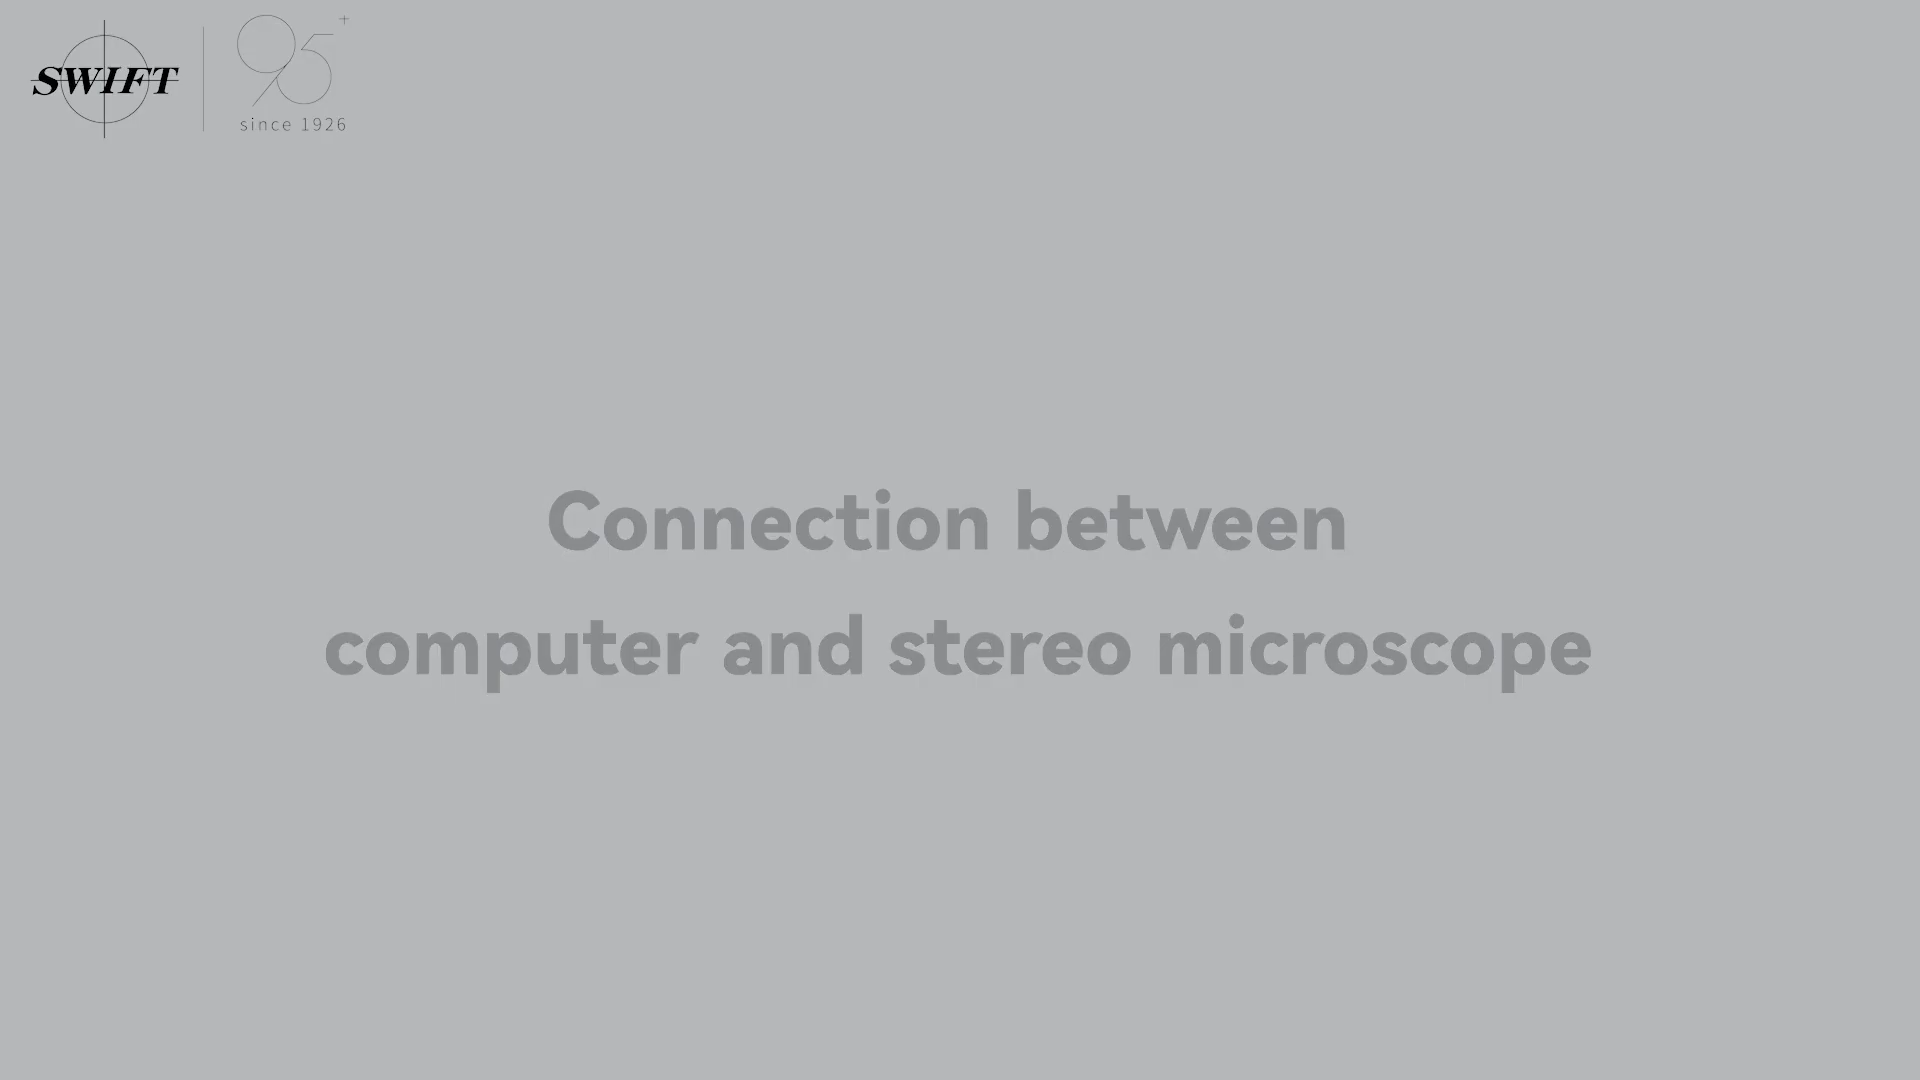 SWIFT
95+
since 1926
Connection between
computer and stereo microscope